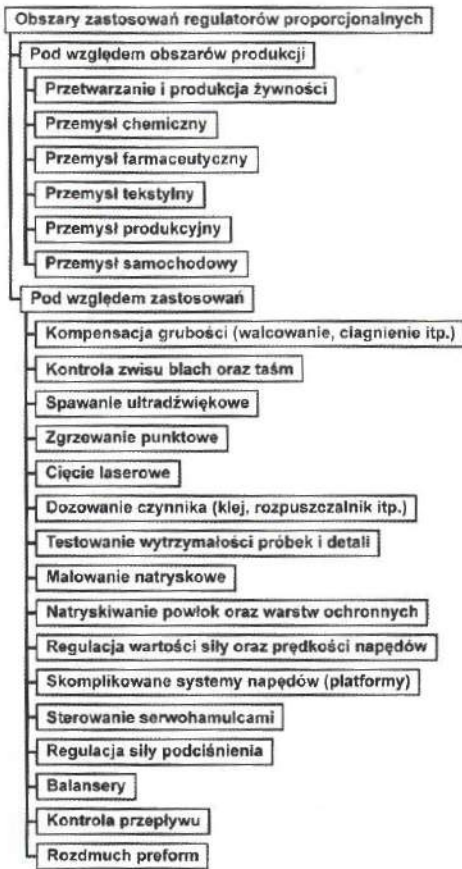 Obszary zastosowań regulatorów proporcjonalnych
Pod względem obszarów produkcji
Przetwarzanie i produkcja żywności
Przemysł chemiczny
Przemysł farmaceutyczny
Przemysł tekstylny
Przemysł produkcyjny
Przemysł samochodowy
Pod względem zastosowań
Kompensacja grubości (walcowanie, ciagnienie itp.)
Kontrola zwisu blach oraz taśm
Spawanie ultradźwiękowe
Zgrzewanie punktowe
Cięcie laserowe
Dozowanie czynnika (klej, rozpuszczalnik itp.)
Testowanie wytrzymałości próbek i detali
Malowanie natryskowe
Natryskiwanie powłok oraz warstw ochronnych
Regulacja wartości siły oraz prędkości napędów
Skomplikowane systemy napędów (platformy)
Sterowanie serwohamulcami
Regulacja siły podciśnienia
Balansery
Kontrola przepływu
Rozdmuch preform